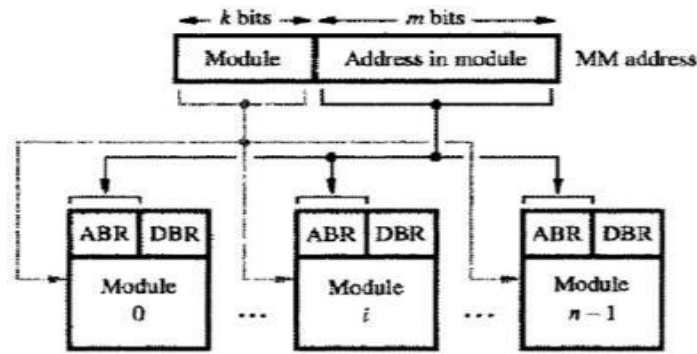 k bits m bits
Module Address in module MM address
ABR DBR ABR DBR ABR DBR
Module Module Module
0 ... i ... n − 1